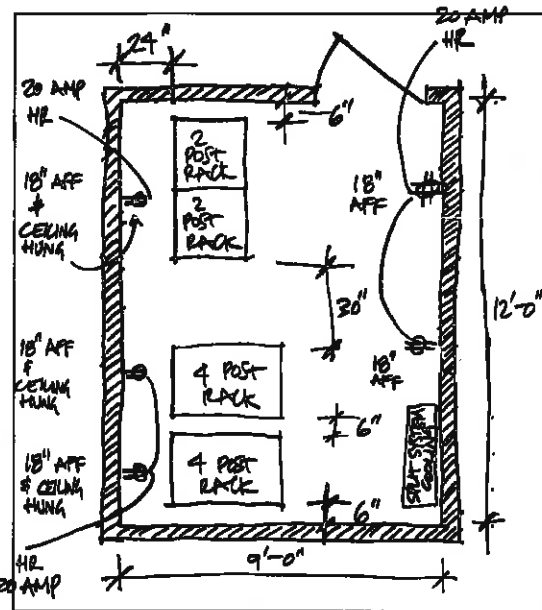 24"
20 AMP
HR
20 AMP
HR
6"
2
POST
RACK
2
POST
RACK
18" AFF
&
CEILING
HUNG
18"
AFF
30"
12'-0"
18" AFF
&
CEILING
HUNG
18"
AFF
4 POST
RACK
6"
18" AFF
& CEILING
HUNG
4 POST
RACK
SPLIT SYSTEM
COOLING
6"
HR
20 AMP
9'-0"